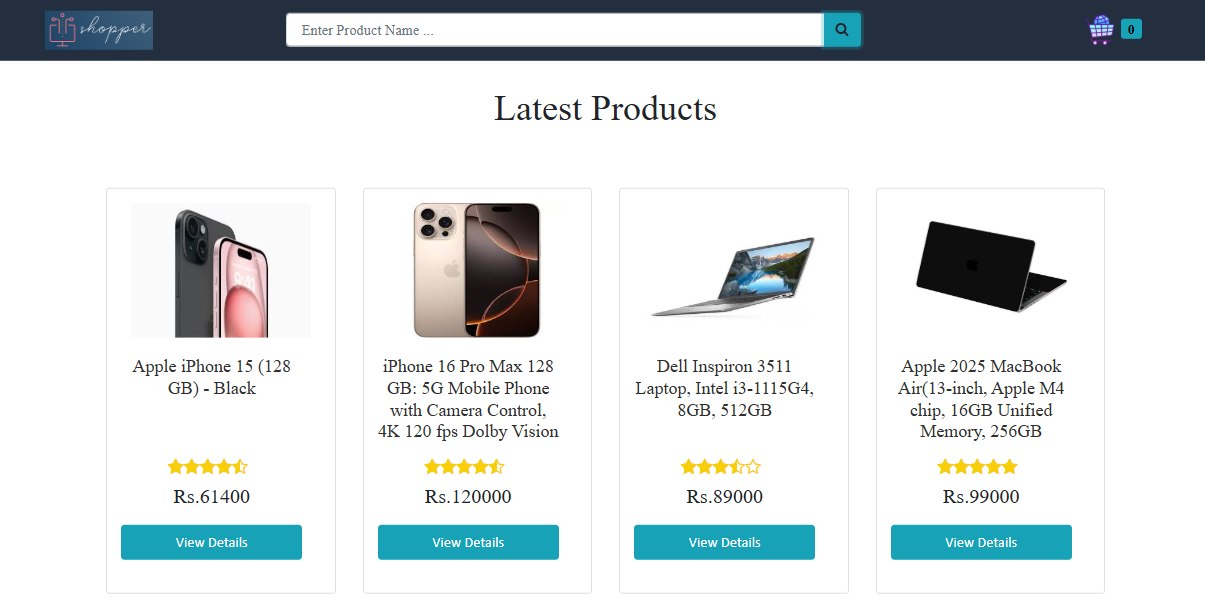 shopper
Enter Product Name ...
0
Latest Products
Apple iPhone 15 (128
GB) - Black
Rs.61400
View Details
iPhone 16 Pro Max 128
GB: 5G Mobile Phone
with Camera Control,
4K 120 fps Dolby Vision
Rs.120000
View Details
Dell Inspiron 3511
Laptop, Intel i3-1115G4,
8GB, 512GB
Rs.89000
View Details
Apple 2025 MacBook
Air(13-inch, Apple M4
chip, 16GB Unified
Memory, 256GB
Rs.99000
View Details